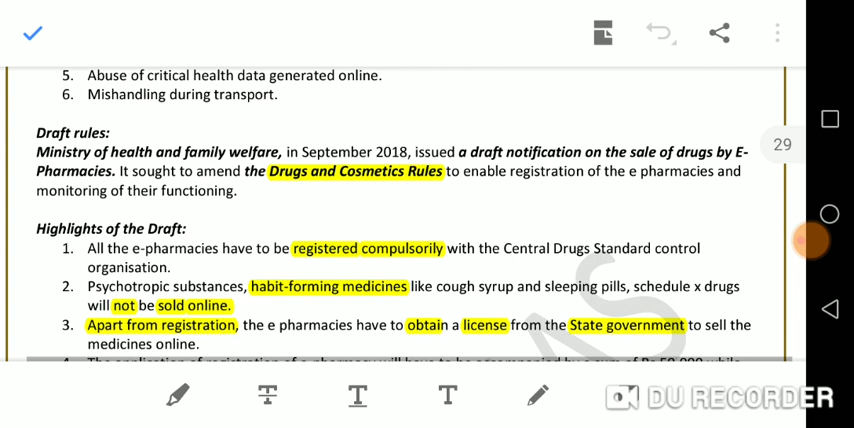 5. Abuse of critical health data generated online.
6. Mishandling during transport.
Draft rules:
29
Ministry of health and family welfare, in September 2018, issued a draft notification on the sale of drugs by E-
Pharmacies. It sought to amend the Drugs and Cosmetics Rules to enable registration of the e pharmacies and
monitoring of their functioning.
Highlights of the Draft:
1. All the e-pharmacies have to be registered compulsorily with the Central Drugs Standard control
organisation.
2. Psychotropic substances, habit-forming medicines like cough syrup and sleeping pills, schedule x drugs
will not be sold online.
3. Apart from registration, the e pharmacies have to obtain a license from the State government to sell the
medicines online.
T T T
DU RECORDER